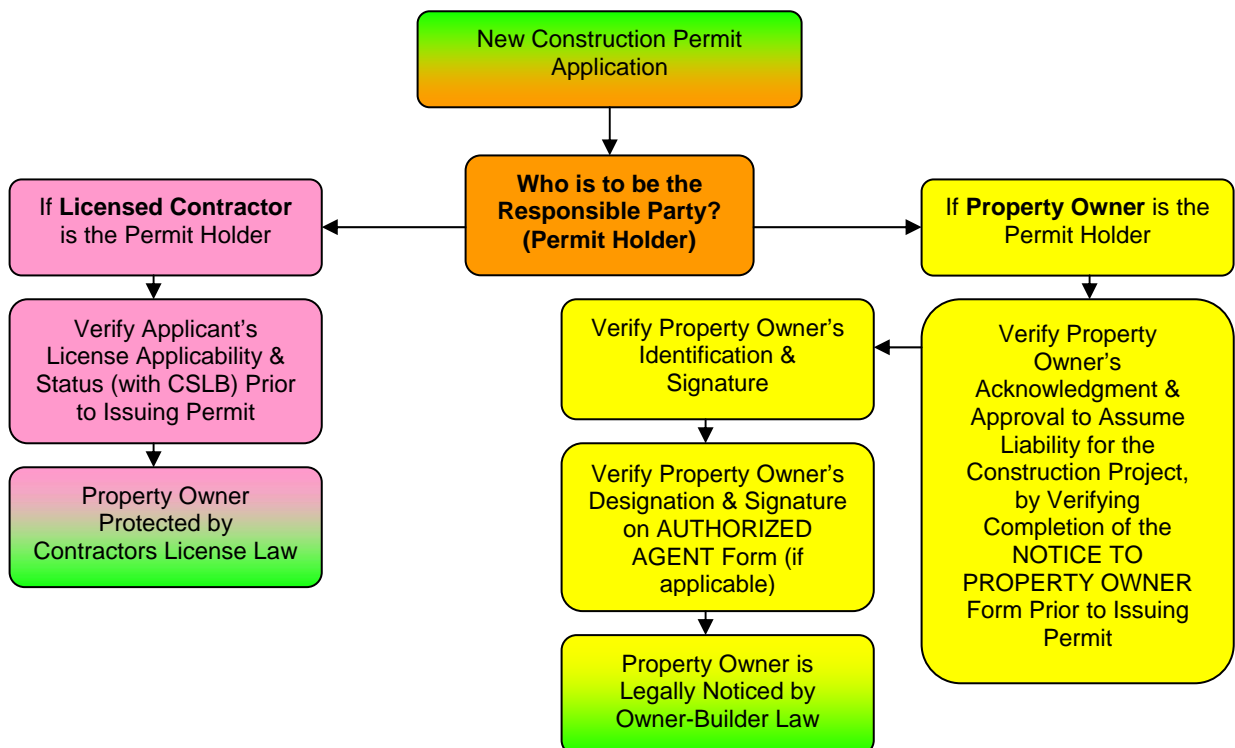 New Construction Permit
Application
Who is to be the
Responsible Party?
(Permit Holder)
If Licensed Contractor
is the Permit Holder
If Property Owner is the
Permit Holder
Verify Applicant’s
License Applicability &
Status (with CSLB) Prior
to Issuing Permit
Verify Property Owner’s
Identification &
Signature
Verify Property
Owner’s
Acknowledgment &
Approval to Assume
Liability for the
Construction Project,
by Verifying
Completion of the
NOTICE TO
PROPERTY OWNER
Form Prior to Issuing
Permit
Property Owner
Protected by
Contractors License Law
Verify Property Owner’s
Designation & Signature
on AUTHORIZED
AGENT Form (if
applicable)
Property Owner is
Legally Noticed by
Owner-Builder Law